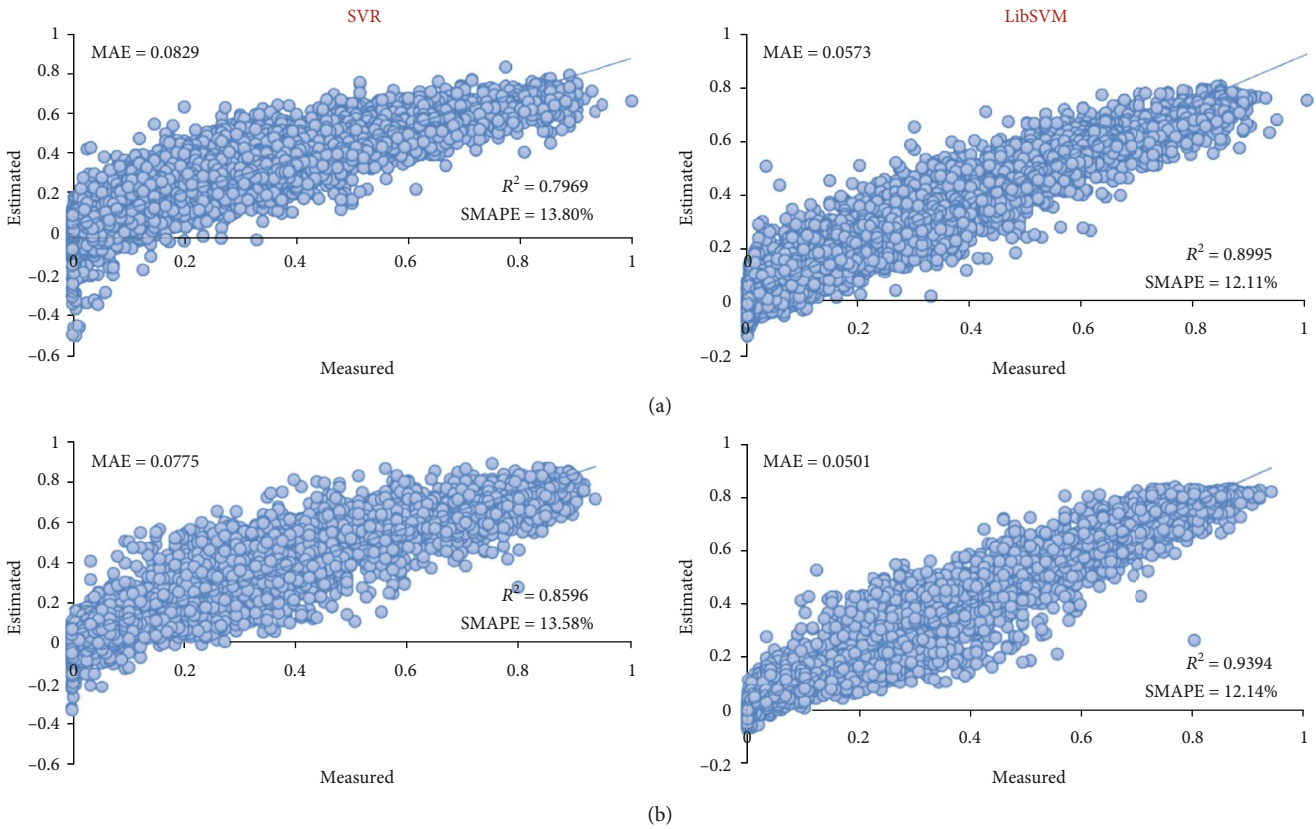 SVR
MAE = 0.0829
1
0.8
0.6
0.4
0.2
0
−0.2
−0.4
−0.6
Estimated
0
0.2
0.4
0.6
0.8
1
R² = 0.7969
SMAPE = 13.80%
Measured
LibSVM
MAE = 0.0573
1
0.8
0.6
0.4
0.2
0
−0.2
Estimated
0
0
0.2
0.4
0.6
0.8
1
R² = 0.8995
SMAPE = 12.11%
Measured
(a)
MAE = 0.0775
1
0.8
0.6
0.4
0.2
0
−0.2
−0.4
−0.6
Estimated
0
0.2
0.4
0.6
0.8
1
R² = 0.8596
SMAPE = 13.58%
Measured
MAE = 0.0501
1
0.8
0.6
0.4
0.2
0
−0.2
Estimated
0
0
0.2
0.4
0.6
0.8
1
R² = 0.9394
SMAPE = 12.14%
Measured
(b)